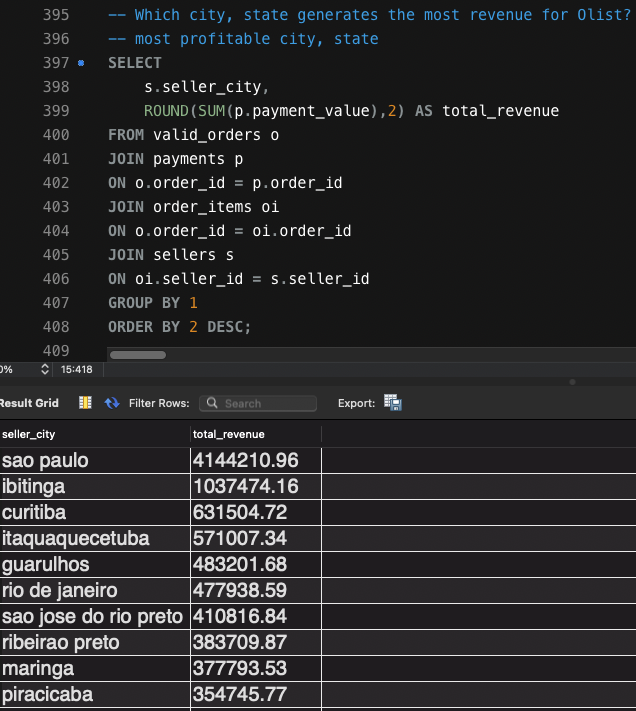 395 -- Which city, state generates the most revenue for Olist?
396 -- most profitable city, state
397 SELECT
398 s.seller_city,
399 ROUND(SUM(p.payment_value),2) AS total_revenue
400 FROM valid_orders o
401 JOIN payments p
402 ON o.order_id = p.order_id
403 JOIN order_items oi
404 ON o.order_id = oi.order_id
405 JOIN sellers s
406 ON oi.seller_id = s.seller_id
407 GROUP BY 1
408 ORDER BY 2 DESC;
409
0% 15:418
Result Grid Filter Rows: Search Export:
seller_city total_revenue
sao paulo 4144210.96
ibitinga 1037474.16
curitiba 631504.72
itaquaquecetuba 571007.34
guarulhos 483201.68
rio de janeiro 477938.59
sao jose do rio preto 410816.84
ribeirao preto 383709.87
maringa 377793.53
piracicaba 354745.77